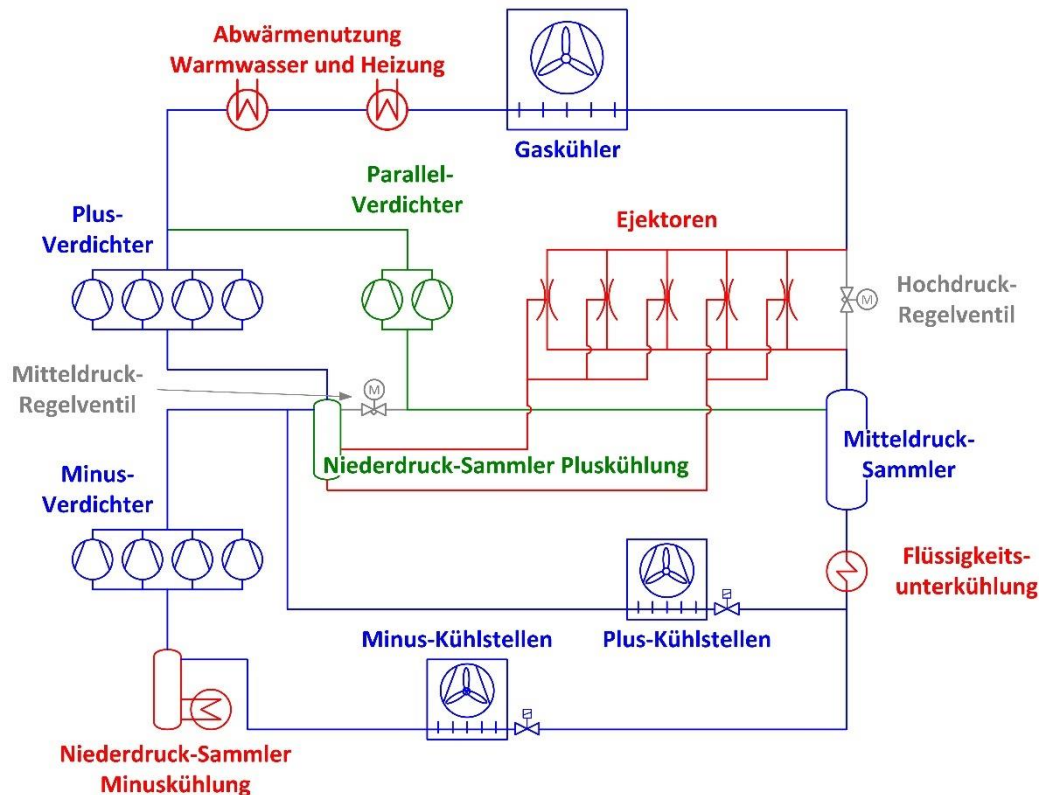 Abwärmenutzung
Warmwasser und Heizung
Gaskühler
Parallel-
Verdichter
Plus-
Verdichter
Ejektoren
Hochdruck-
Regelventil
M
Mitteldruck-
Regelventil
M
Mitteldruck-
Sammler
Niederdruck-Sammler Pluskühlung
Minus-
Verdichter
Flüssigkeits-
unterkühlung
Minus-Kühlstellen
Plus-Kühlstellen
Niederdruck-Sammler
Minuskühlung